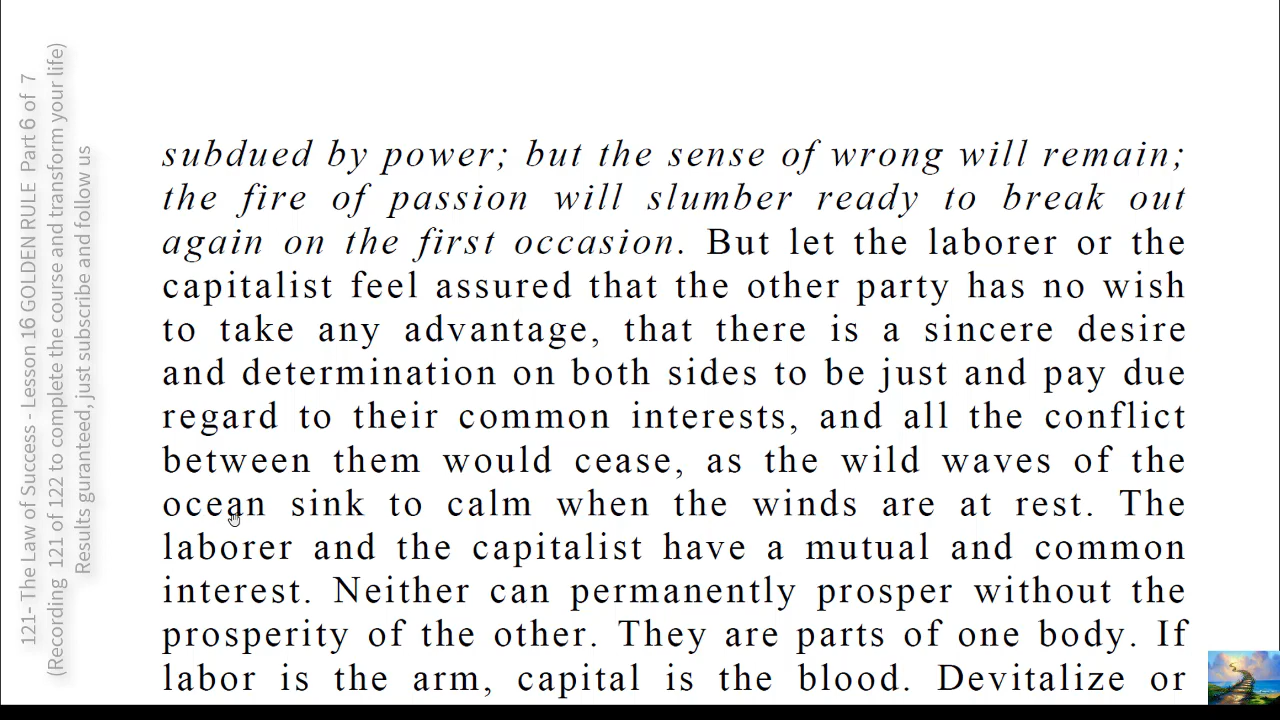 121- The Law of Success - Lesson 16 GOLDEN RULE Part 6 of 7
(Recording 121 of 122 to complete the course and transform your life)
Results guranteed, just subscribe and follow us
subdued by power; but the sense of wrong will remain;
the fire of passion will slumber ready to break out
again on the first occasion. But let the laborer or the
capitalist feel assured that the other party has no wish
to take any advantage, that there is a sincere desire
and determination on both sides to be just and pay due
regard to their common interests, and all the conflict
between them would cease, as the wild waves of the
ocean sink to calm when the winds are at rest. The
laborer and the capitalist have a mutual and common
interest. Neither can permanently prosper without the
prosperity of the other. They are parts of one body. If
labor is the arm, capital is the blood. Devitalize or